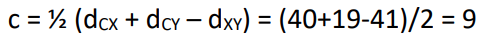 c = ½ (dCX + dCY – dXY) = (40+19-41)/2 = 9